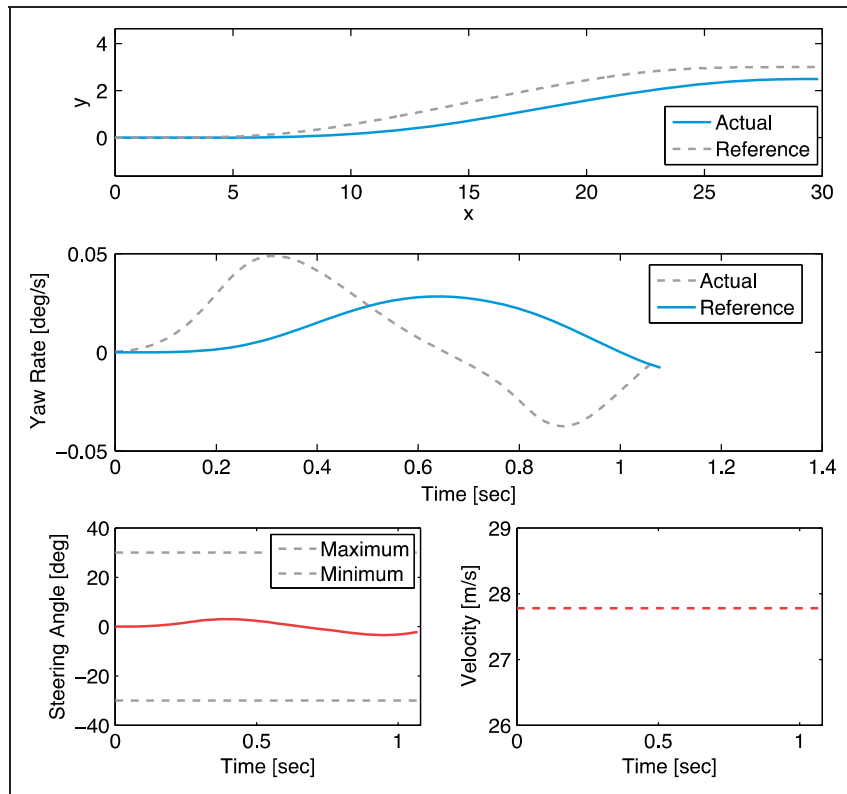 4
2
0
y
0
5
10
15
20
25
30
x
Actual
Reference
0.05
0
−0.05
Yaw Rate [deg/s]
0
0.2
0.4
0.6
0.8
1
1.2
1.4
Time [sec]
Actual
Reference
40
20
0
−20
−40
Steering Angle [deg]
0
0.5
1
Time [sec]
Maximum
Minimum
29
28
27
26
Velocity [m/s]
0
0.5
1
Time [sec]